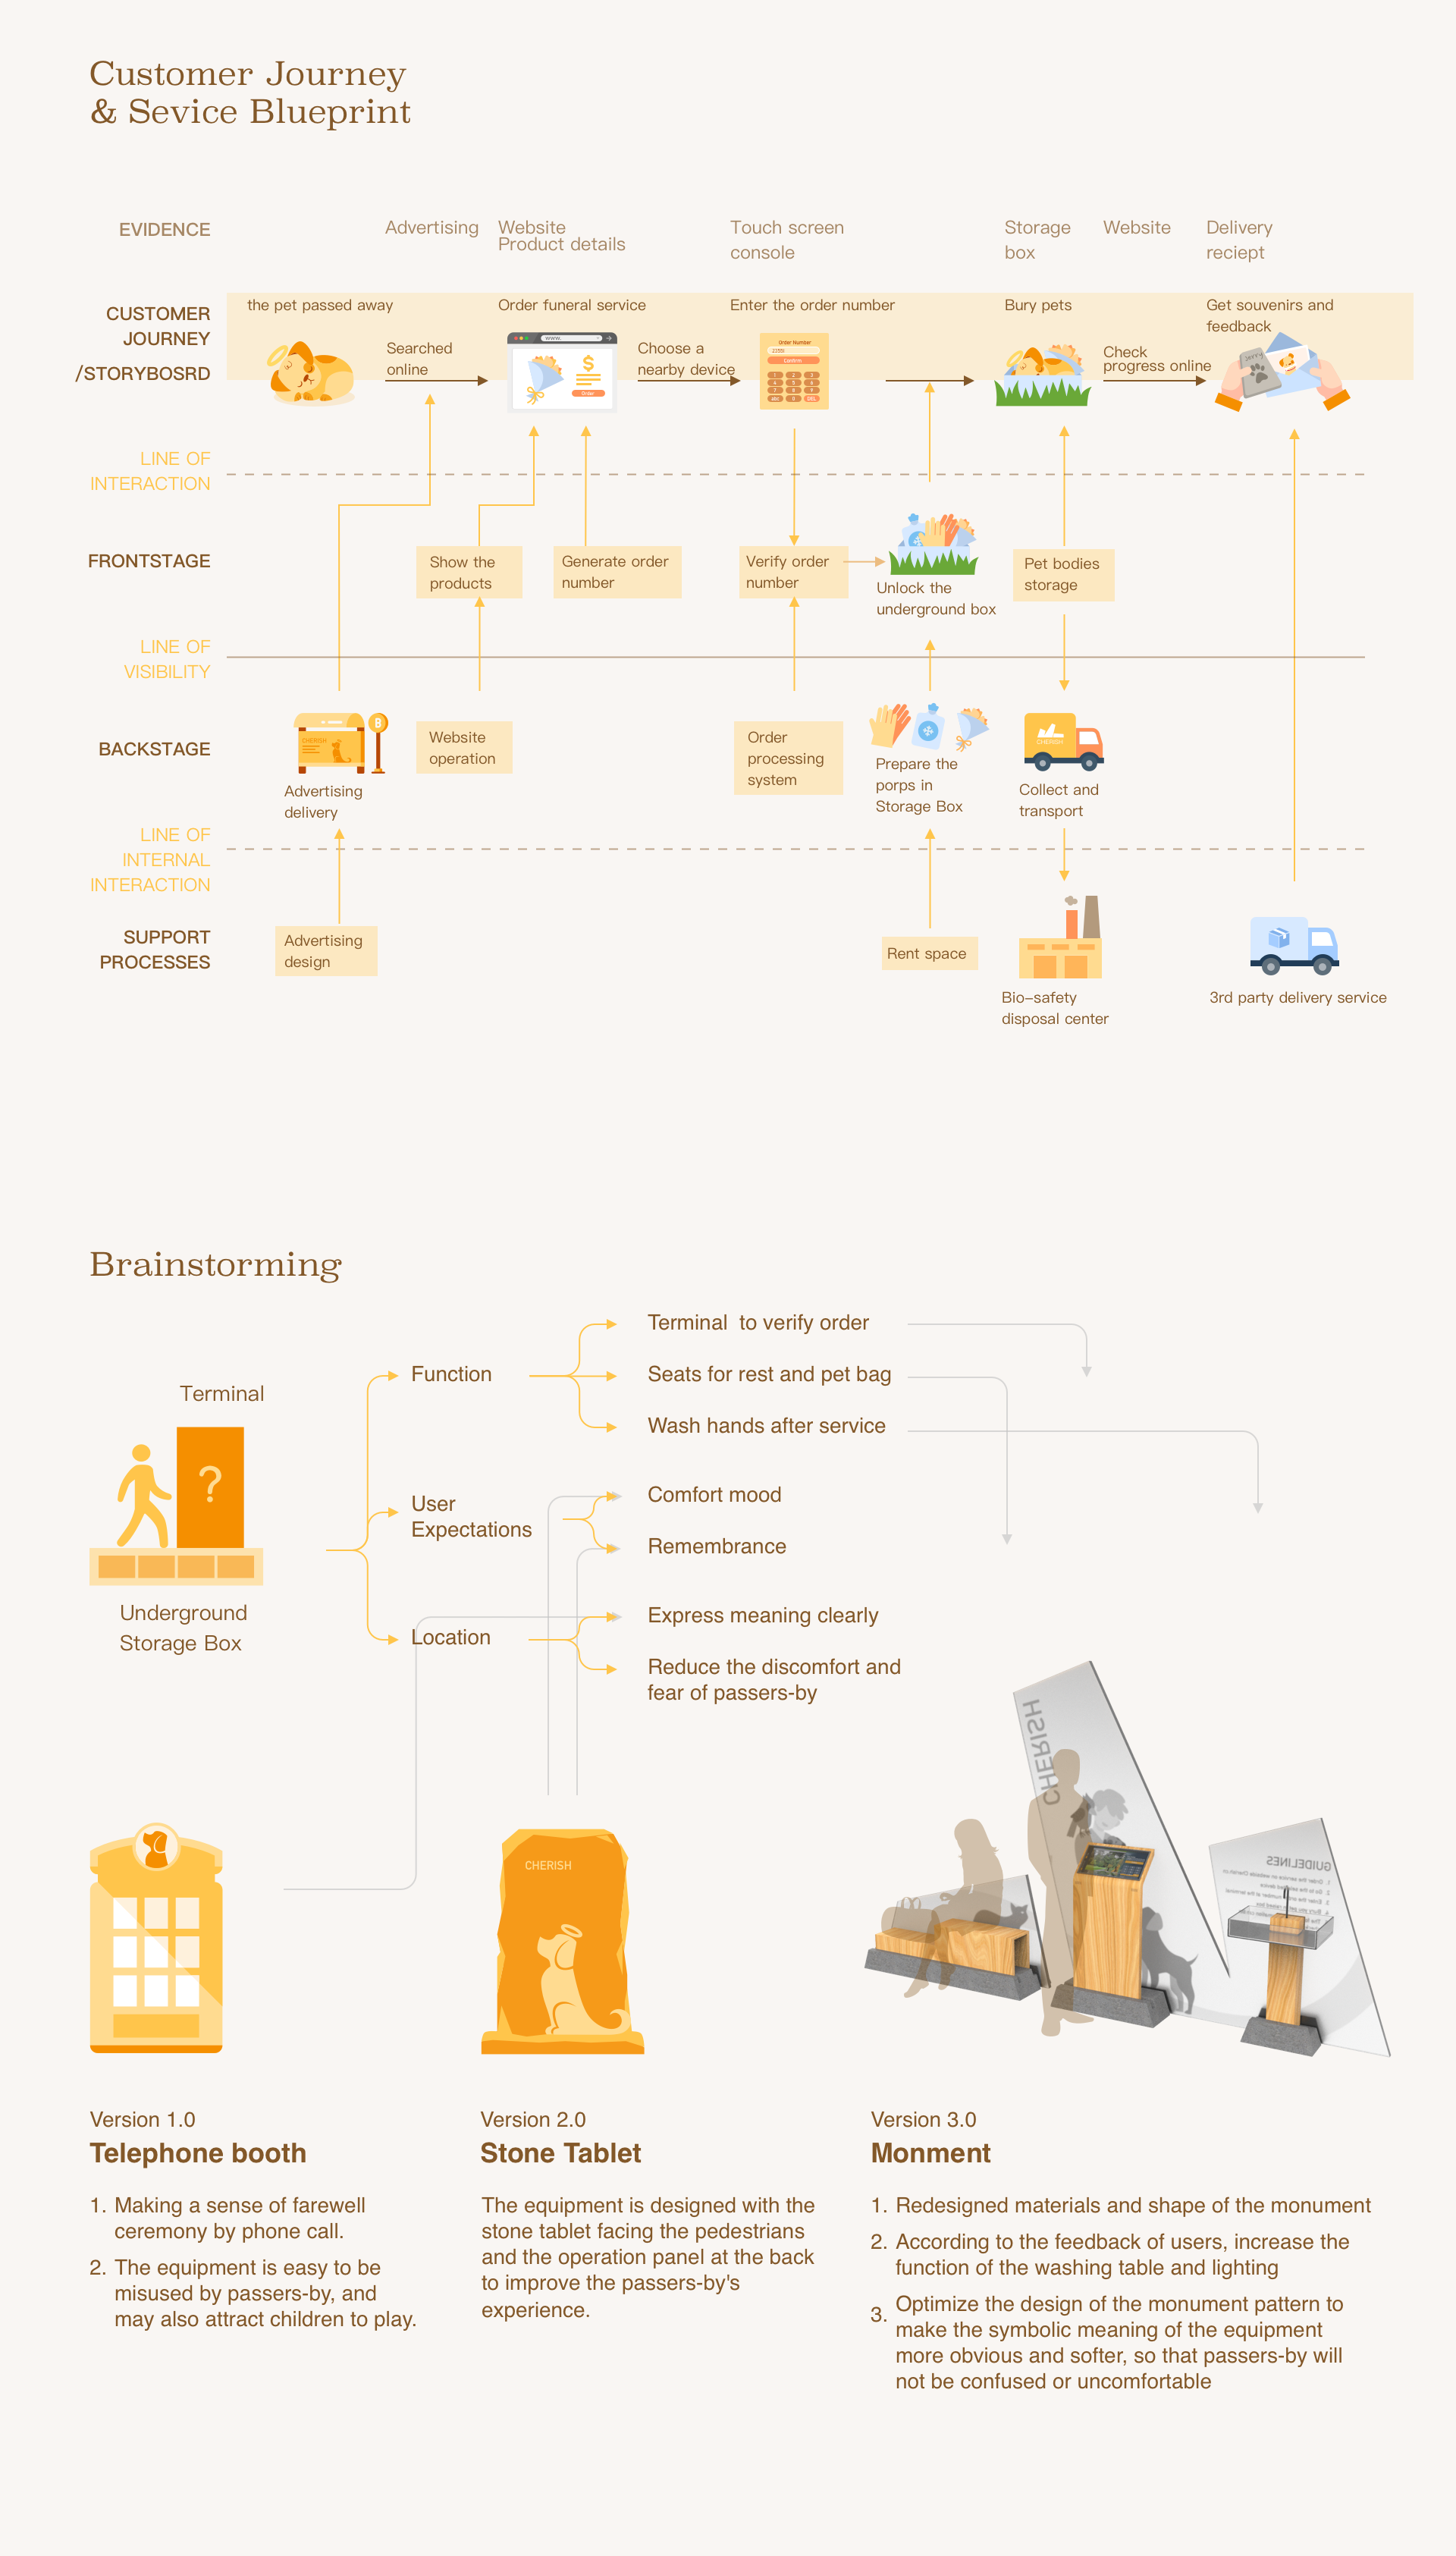 Customer Journey
& Sevice Blueprint
EVIDENCE
Advertising
Website
Product details
Touch screen
console
Storage
box
Website
Delivery
reciept
CUSTOMER
JOURNEY
/STORYBOSRD
the pet passed away
Searched
online
Order funeral service
www.
$
Order
Choose a
nearby device
Enter the order number
Order Number
Confirm
Bury pets
Check
progress online
Get souvenirs and
feedback
Jerry
LINE OF
INTERACTION
FRONTSTAGE
Show the
products
Generate order
number
Verify order
number
Unlock the
underground box
Pet bodies
storage
LINE OF
VISIBILITY
BACKSTAGE
CHERISH
B
Advertising
delivery
Website
operation
Order
processing
system
Prepare the
porps in
Storage Box
CHERISH
Collect and
transport
LINE OF
INTERNAL
INTERACTION
SUPPORT
PROCESSES
Advertising
design
Rent space
Bio-safety
disposal center
3rd party delivery service
Brainstorming
Terminal
?
Underground
Storage Box
Function
User
Expectations
Location
Terminal to verify order
Seats for rest and pet bag
Wash hands after service
Comfort mood
Remembrance
Express meaning clearly
Reduce the discomfort and
fear of passers-by
CHERISH
CHERISH
GUIDELINES
Version 1.0
Telephone booth
1. Making a sense of farewell
ceremony by phone call.
2. The equipment is easy to be
misused by passers-by, and
may also attract children to play.
Version 2.0
Stone Tablet
The equipment is designed with the
stone tablet facing the pedestrians
and the operation panel at the back
to improve the passers-by's
experience.
Version 3.0
Monment
1. Redesigned materials and shape of the monument
2. According to the feedback of users, increase the
function of the washing table and lighting
3. Optimize the design of the monument pattern to
make the symbolic meaning of the equipment
more obvious and softer, so that passers-by will
not be confused or uncomfortable